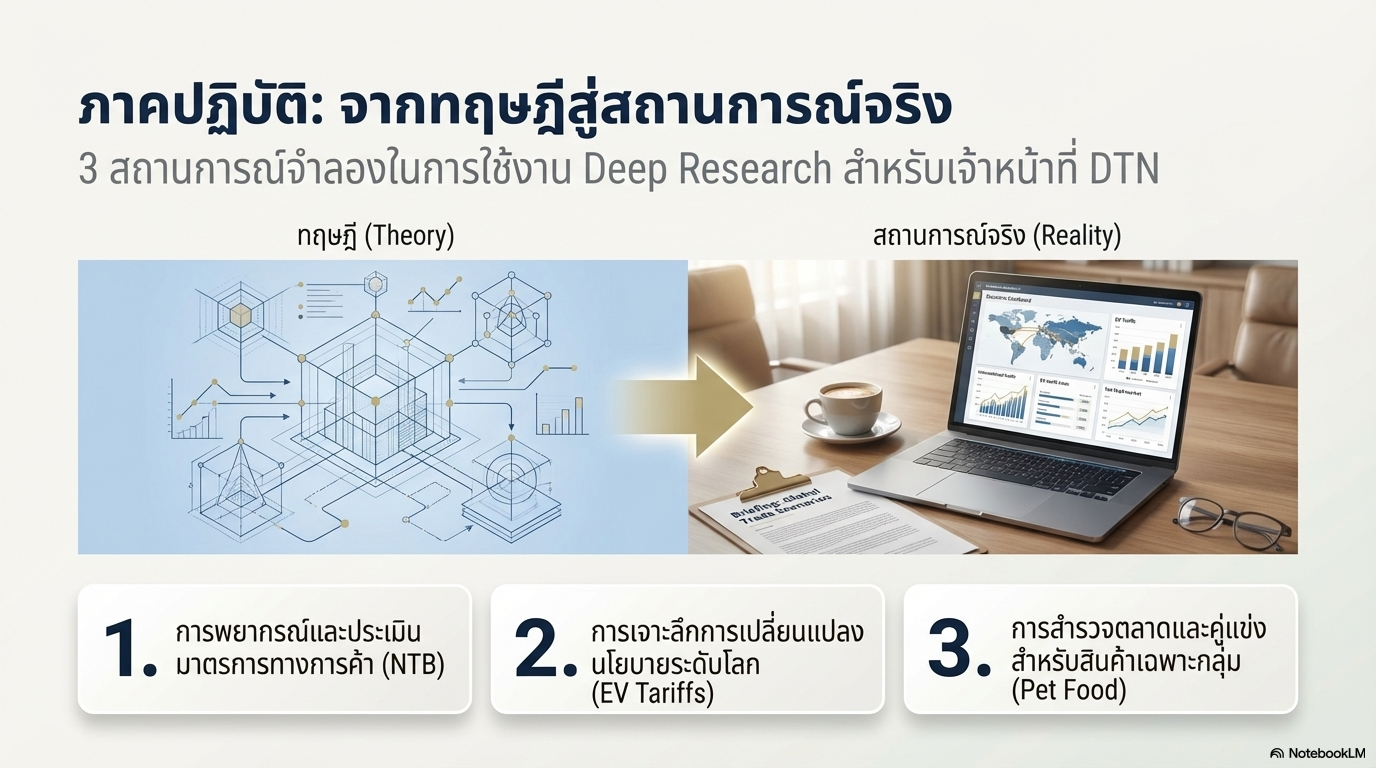 ภาคปฏิบัติ: จากทฤษฎีสู่สถานการณ์จริง
3 สถานการณ์จำลองในการใช้งาน Deep Research สำหรับเจ้าหน้าที่ DTN
ทฤษฎี (Theory)
สถานการณ์จริง (Reality)
EV Tariffs
Briefing: Global
Trade Scenarios
1. การพยากรณ์และประเมิน
มาตรการทางการค้า (NTB)
2. การเจาะลึกการเปลี่ยนแปลง
นโยบายระดับโลก
(EV Tariffs)
3. การสำรวจตลาดและคู่แข่ง
สำหรับสินค้าเฉพาะกลุ่ม
(Pet Food)
NotebookLM